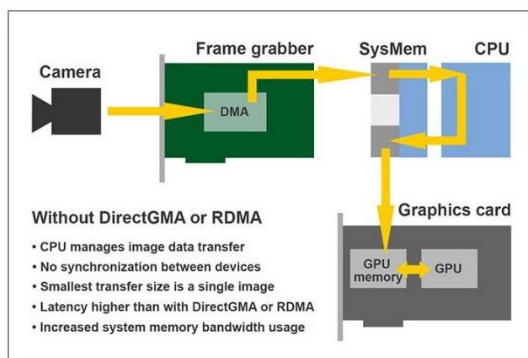 Frame grabber
SysMem
CPU
Camera
DMA
Without DirectGMA or RDMA
• CPU manages image data transfer
• No synchronization between devices
• Smallest transfer size is a single image
• Latency higher than with DirectGMA or RDMA
• Increased system memory bandwidth usage
Graphics card
GPU
memory
GPU